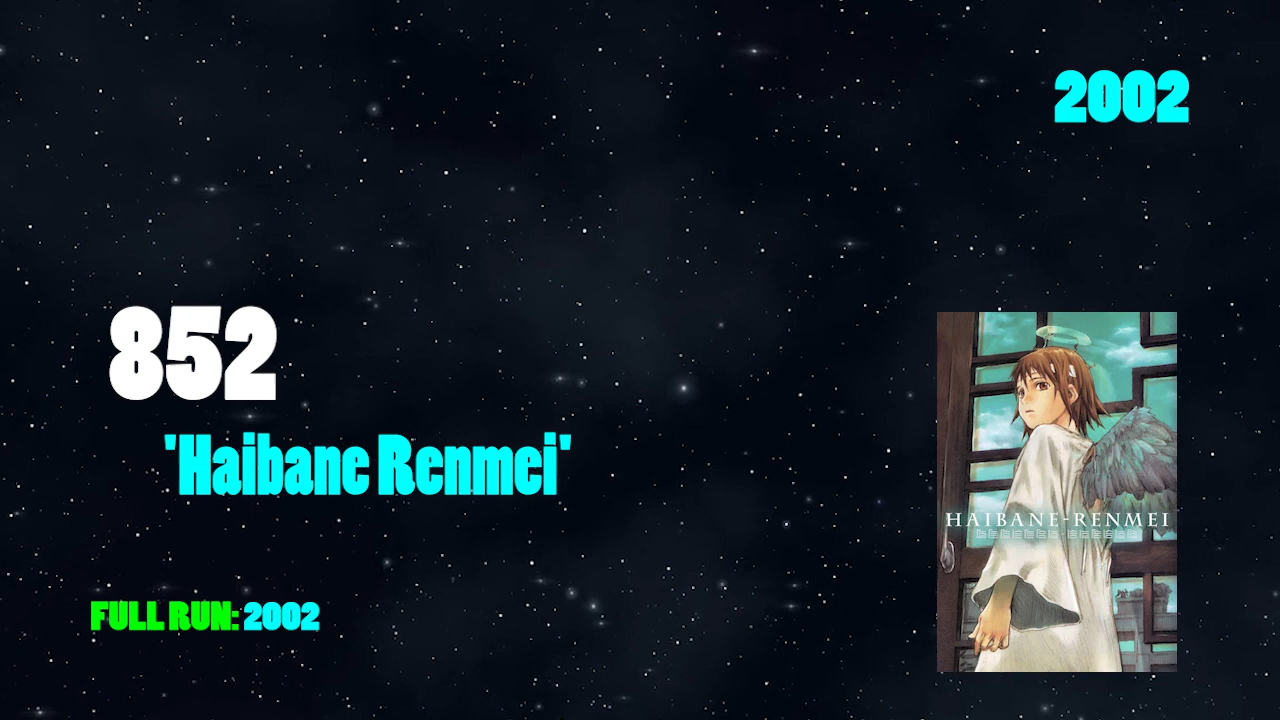 2002
852
'Haibane Renmei'
HAIBANE-RENMEI
FULL RUN: 2002